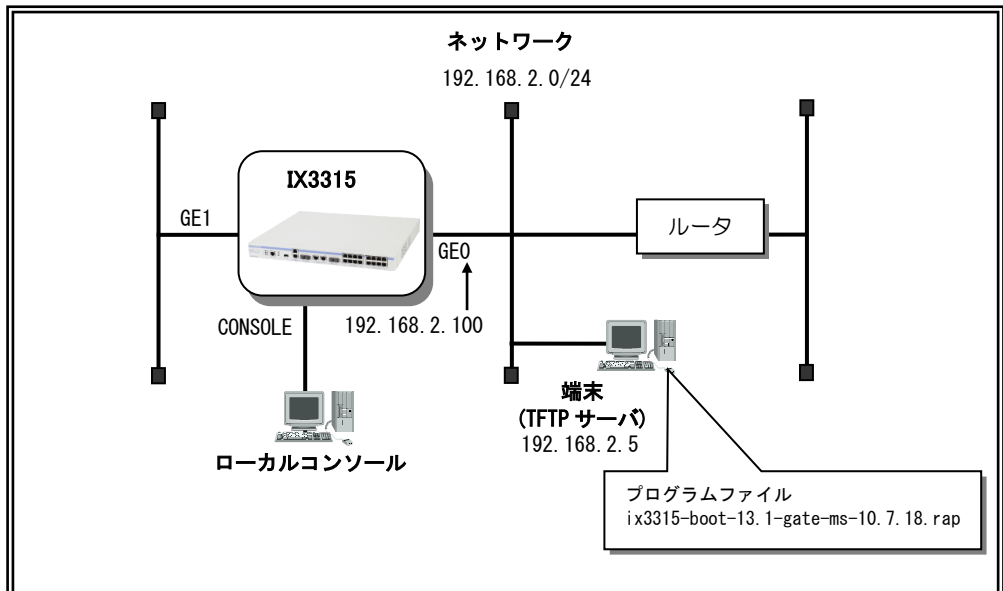 ネットワーク
192.168.2.0/24
IX3315
GE1
GE0
ルータ
CONSOLE
192.168.2.100
端末
(TFTP サーバ)
192.168.2.5
ローカルコンソール
プログラムファイル
ix3315-boot-13.1-gate-ms-10.7.18.rap